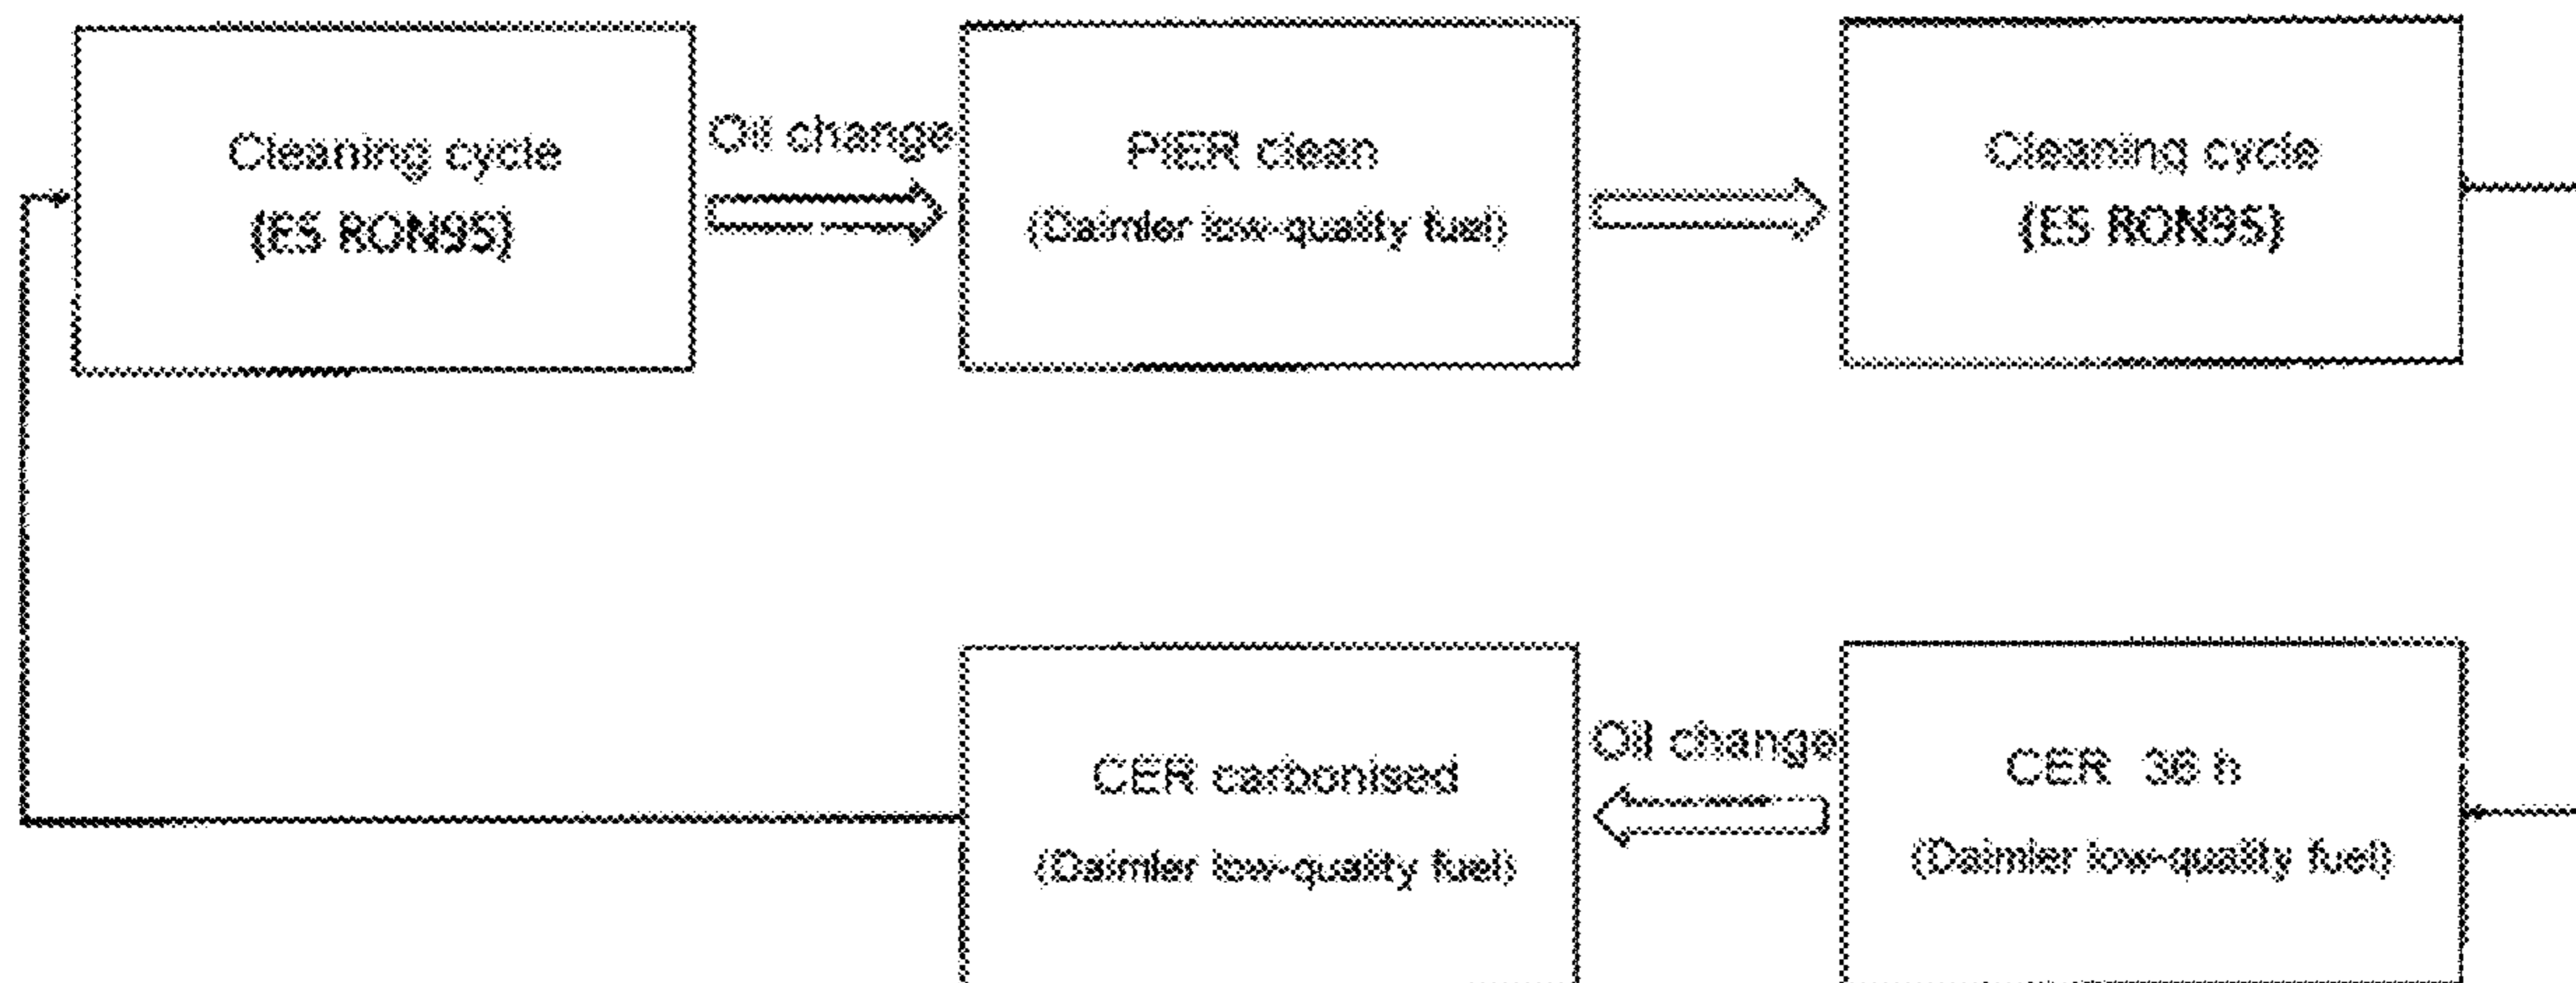 Cleaning cycle
(E5 RON95)
Oil change
PIER clean
(Daimler low-quality fuel)
Cleaning cycle
(E5 RON95)
CER carbonised
(Daimler low-quality fuel)
Oil change
CER 36 h
(Daimler low-quality fuel)